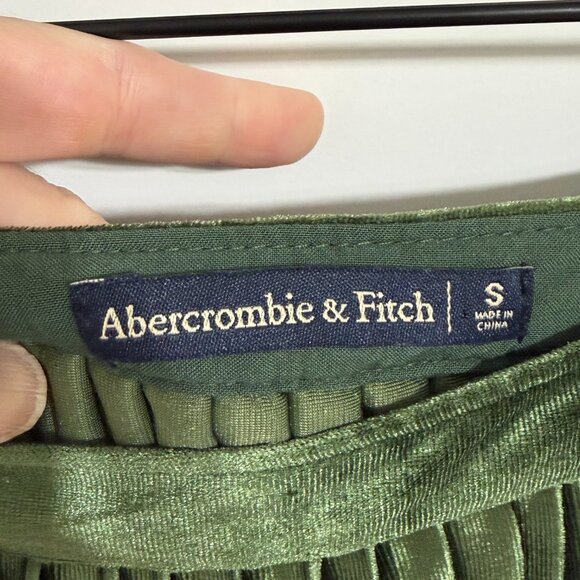 Abercrombie & Fitch | S
MADE IN
CHINA